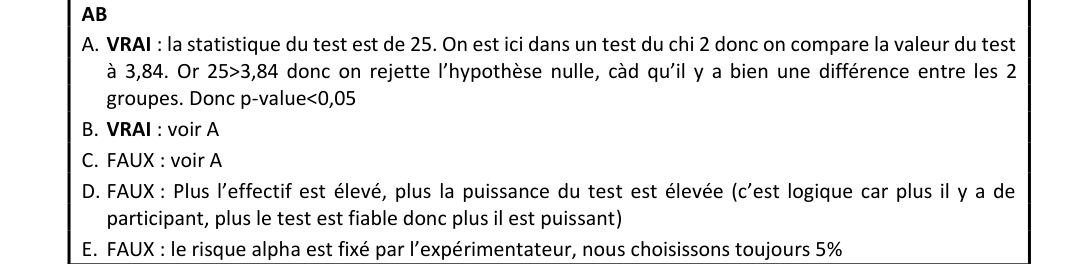 AB
A. VRAI : la statistique du test est de 25. On est ici dans un test du chi 2 donc on compare la valeur du test
à 3,84. Or 25>3,84 donc on rejette l’hypothèse nulle, càd qu’il y a bien une différence entre les 2
groupes. Donc p-value<0,05
B. VRAI : voir A
C. FAUX : voir A
D. FAUX : Plus l’effectif est élevé, plus la puissance du test est élevée (c’est logique car plus il y a de
participant, plus le test est fiable donc plus il est puissant)
E. FAUX : le risque alpha est fixé par l’expérimentateur, nous choisissons toujours 5%